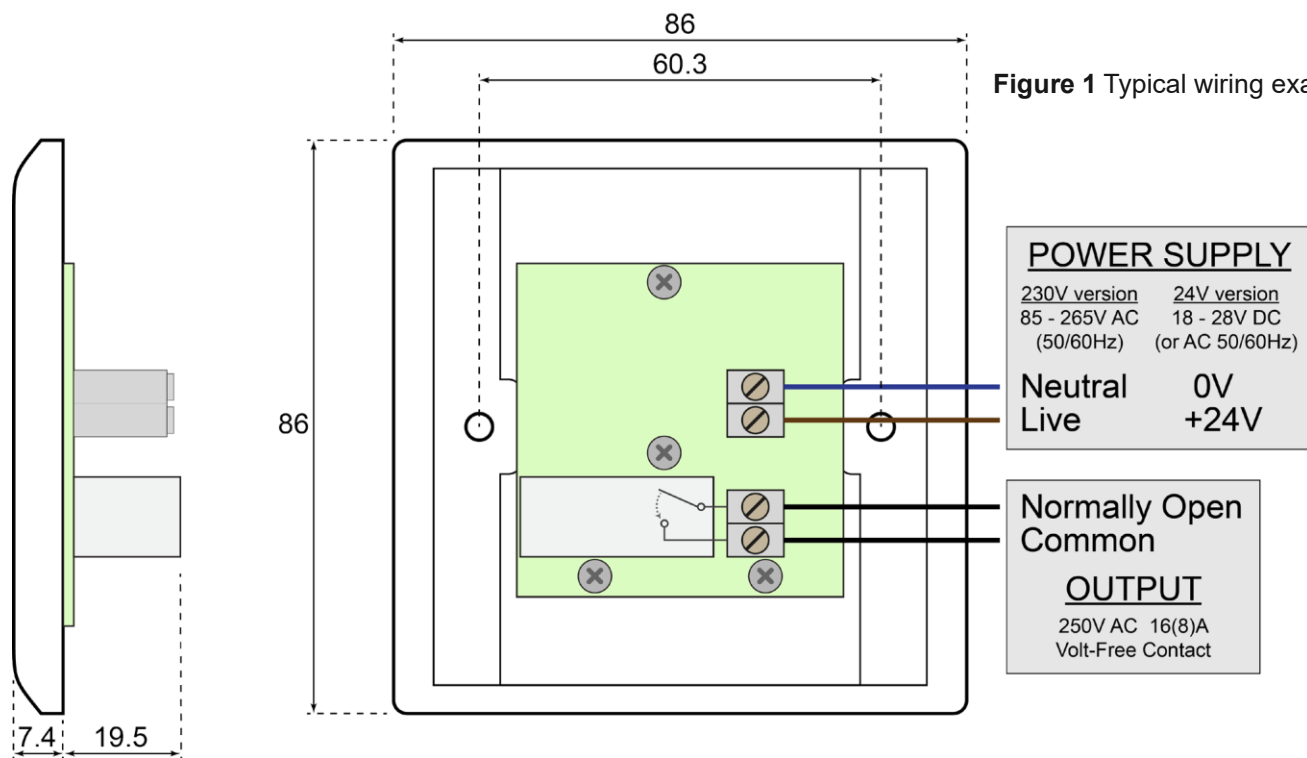 86
60.3
Figure 1 Typical wiring exa
POWER SUPPLY
230V version 24V version
85 - 265V AC 18 - 28V DC
(50/60Hz) (or AC 50/60Hz)
Neutral 0V
Live +24V
86
Normally Open
Common
OUTPUT
250V AC 16(8)A
Volt-Free Contact
7.4 19.5